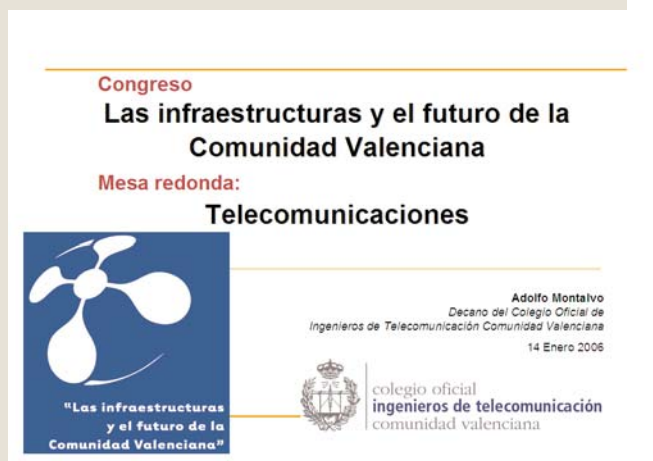 Congreso
Las infraestructuras y el futuro de la
Comunidad Valenciana
Mesa redonda:
Telecomunicaciones
Adolfo Montalvo
Decano del Colegio Oficial de
Ingenieros de Telecomunicación Comunidad Valenciana
14 Enero 2006
"Las infraestructuras
y el futuro de la
Comunidad Valenciana"
colegio oficial
ingenieros de telecomunicación
comunidad valenciana